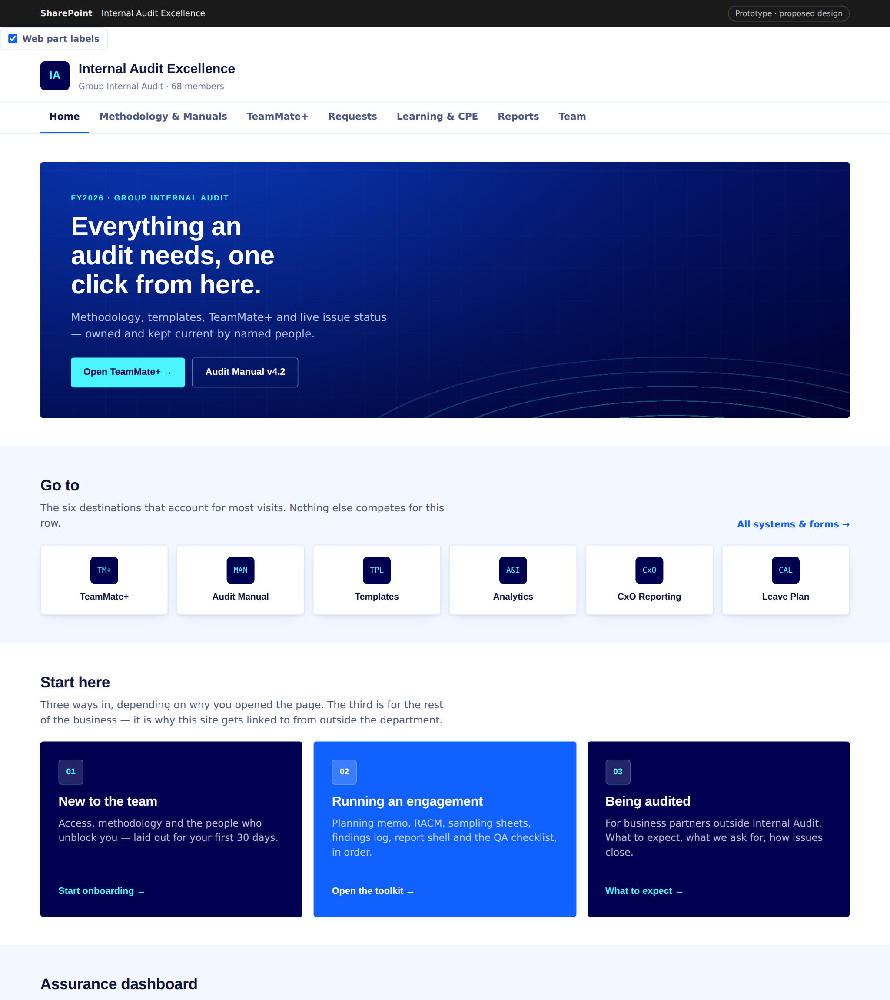 SharePoint Internal Audit Excellence
Prototype · proposed design
Web part labels
IA
Internal Audit Excellence
Group Internal Audit · 68 members
Home Methodology & Manuals TeamMate+ Requests Learning & CPE Reports Team
FY2026 · GROUP INTERNAL AUDIT
Everything an
audit needs, one
click from here.
Methodology, templates, TeamMate+ and live issue status
— owned and kept current by named people.
Open TeamMate+ →
Audit Manual v4.2
Go to
The six destinations that account for most visits. Nothing else competes for this
row.
All systems & forms →
TM+
TeamMate+
MAN
Audit Manual
TPL
Templates
A&I
Analytics
CxO
CxO Reporting
CAL
Leave Plan
Start here
Three ways in, depending on why you opened the page. The third is for the rest
of the business — it is why this site gets linked to from outside the department.
01
New to the team
Access, methodology and the people who
unblock you — laid out for your first 30 days.
Start onboarding →
02
Running an engagement
Planning memo, RACM, sampling sheets,
findings log, report shell and the QA checklist,
in order.
Open the toolkit →
03
Being audited
For business partners outside Internal Audit.
What to expect, what we ask for, how issues
close.
What to expect →
Assurance dashboard